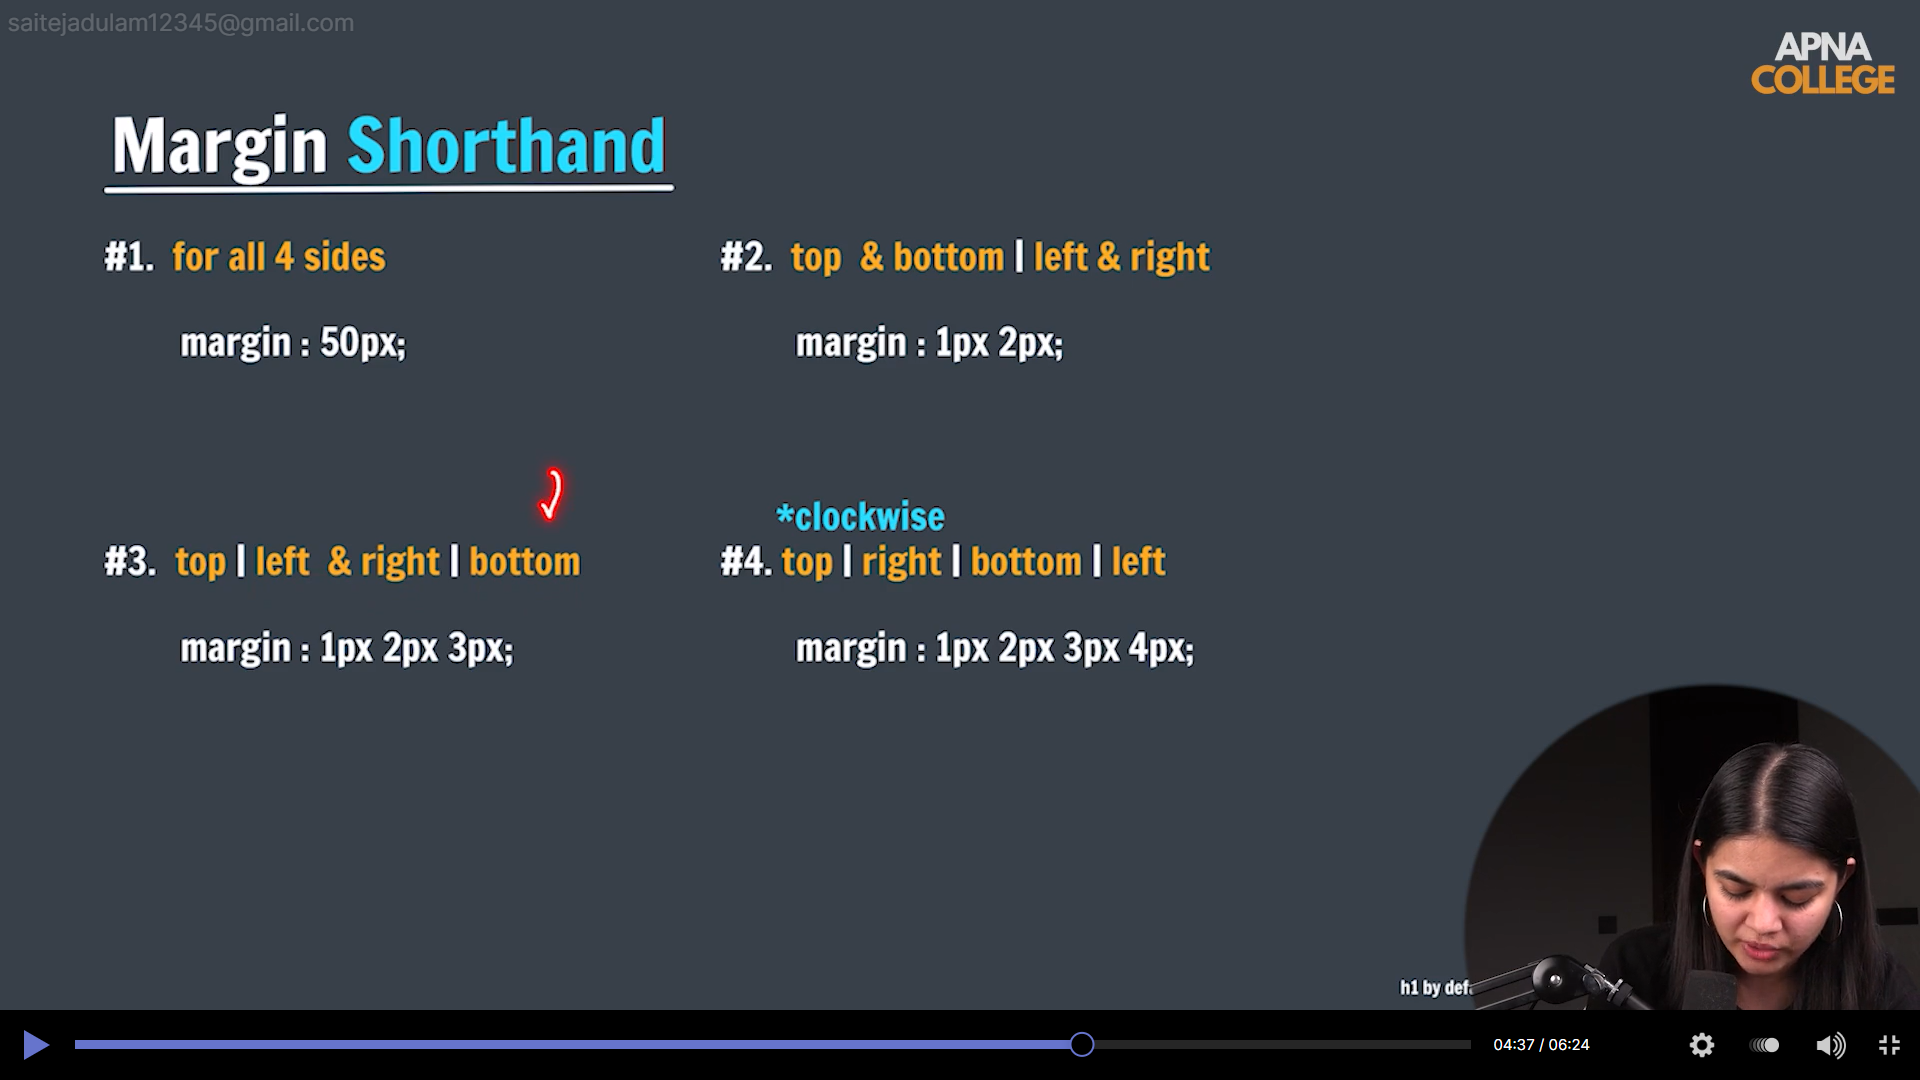 saitejadulam12345@gmail.com
APNA
COLLEGE
Margin Shorthand
#1. for all 4 sides
margin : 50px;
#2. top & bottom | left & right
margin : 1px 2px;
#3. top | left & right | bottom
margin : 1px 2px 3px;
*clockwise
#4. top | right | bottom | left
margin : 1px 2px 3px 4px;
h1 by
04:37 / 06:24